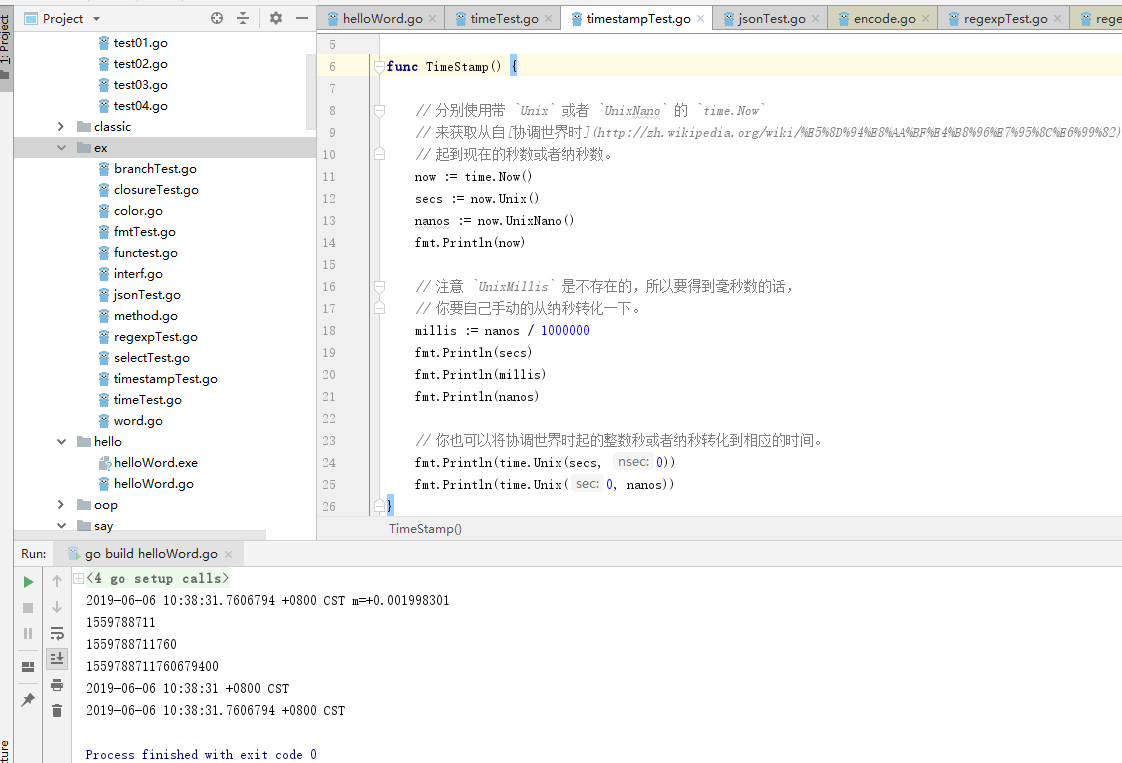 Project
helloWord.go
timeTest.go
timestampTest.go
jsonTest.go
encode.go
regexpTest.go
rege
1: Project
test01.go
test02.go
test03.go
test04.go
classic
ex
branchTest.go
closureTest.go
color.go
fmtTest.go
functest.go
interf.go
jsonTest.go
method.go
regexpTest.go
selectTest.go
timestampTest.go
timeTest.go
word.go
hello
helloWord.exe
helloWord.go
oop
say
5
6 func TimeStamp() {
7
8 // 分别使用带 `Unix` 或者 `UnixNano` 的 `time.Now`
9 // 来获取从自[协调世界时](http://zh.wikipedia.org/wiki/%E5%8D%94%E8%AA%BF%E4%B8%96%E7%95%8C%E6%99%82)
10 // 起到现在的秒数或者纳秒数。
11 now := time.Now()
12 secs := now.Unix()
13 nanos := now.UnixNano()
14 fmt.Println(now)
15
16 // 注意 `UnixMillis` 是不存在的，所以要得到毫秒数的话，
17 // 你要自己手动的从纳秒转化一下。
18 millis := nanos / 1000000
19 fmt.Println(secs)
20 fmt.Println(millis)
21 fmt.Println(nanos)
22
23 // 你也可以将协调世界时起的整数秒或者纳秒转化到相应的时间。
24 fmt.Println(time.Unix(secs, nsec: 0))
25 fmt.Println(time.Unix( sec: 0, nanos))
26 }
TimeStamp()
Run: go build helloWord.go
<4 go setup calls>
2019-06-06 10:38:31.7606794 +0800 CST m=+0.001998301
1559788711
1559788711760
1559788711760679400
2019-06-06 10:38:31 +0800 CST
2019-06-06 10:38:31.7606794 +0800 CST
Process finished with exit code 0
ture